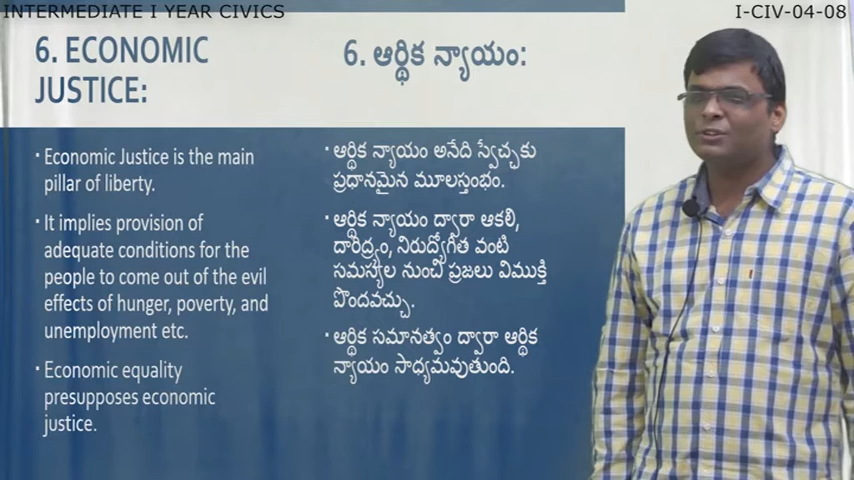 INTERMEDIATE I YEAR CIVICS
I-CIV-04-08
6. ECONOMIC
JUSTICE:
• Economic Justice is the main
pillar of liberty.
• It implies provision of
adequate conditions for the
people to come out of the evil
effects of hunger, poverty, and
unemployment etc.
• Economic equality
presupposes economic
justice.
6. ఆర్థిక న్యాయం:
• ఆర్థిక న్యాయం అనేది స్వేచ్చకు
ప్రధానమైన మూలస్తంభం.
• ఆర్థిక న్యాయం ద్వారా ఆకలి,
దారిద్ర్యం, నిరుద్యోగిత వంటి
సమస్యల నుంచి ప్రజలు విముక్తి
పొందవచ్చు.
• ఆర్థిక సమానత్వం ద్వారా ఆర్థిక
న్యాయం సాధ్యమవుతుంది.